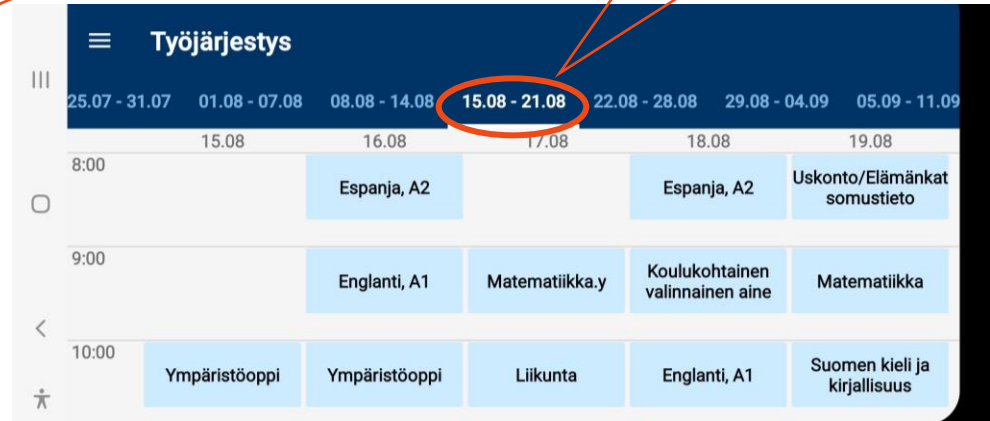 Työjärjestys
25.07 - 31.07 01.08 - 07.08 08.08 - 14.08 15.08 - 21.08 22.08 - 28.08 29.08 - 04.09 05.09 - 11.09
15.08 16.08 17.08 18.08 19.08
8:00
Espanja, A2
Espanja, A2
Uskonto/Elämänkat
somustieto
9:00
Englanti, A1
Matematiikka.y
Koulukohtainen
valinnainen aine
Matematiikka
10:00
Ympäristöoppi
Ympäristöoppi
Liikunta
Englanti, A1
Suomen kieli ja
kirjallisuus